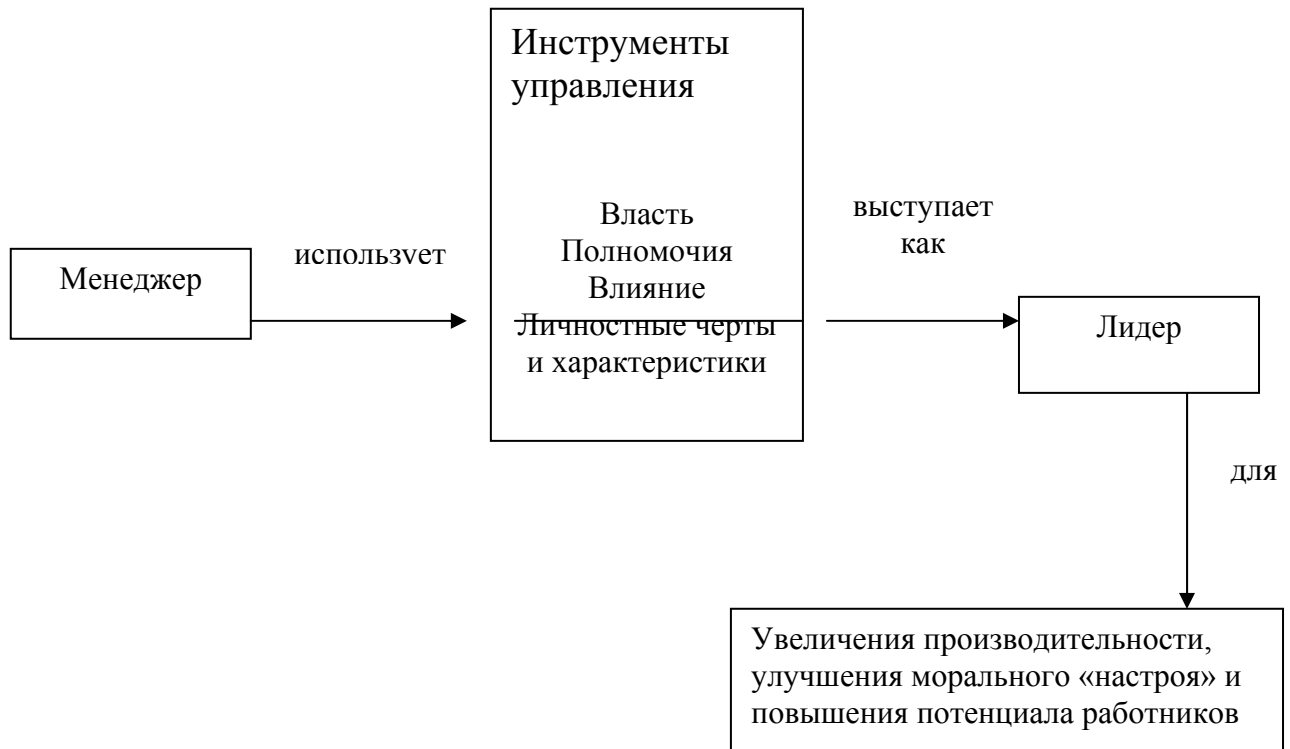 Инструменты
управления
Власть
Полномочия
Влияние
Личностные черты
и характеристики
Менеджер
использует
выступает
как
Лидер
для
Увеличения производительности,
улучшения морального «настроя» и
повышения потенциала работников